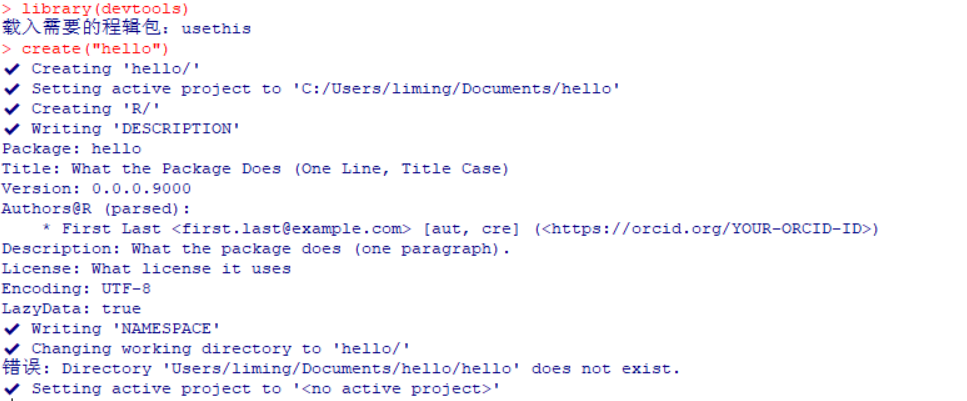 > library(devtools)
载入需要的程辑包：usethis
> create("hello")
✔ Creating 'hello/'
✔ Setting active project to 'C:/Users/liming/Documents/hello'
✔ Creating 'R/'
✔ Writing 'DESCRIPTION'
Package: hello
Title: What the Package Does (One Line, Title Case)
Version: 0.0.0.9000
Authors@R (parsed):
    * First Last <first.last@example.com> [aut, cre] (<https://orcid.org/YOUR-ORCID-ID>)
Description: What the package does (one paragraph).
License: What license it uses
Encoding: UTF-8
LazyData: true
✔ Writing 'NAMESPACE'
✔ Changing working directory to 'hello/'
错误: Directory 'Users/liming/Documents/hello/hello' does not exist.
✔ Setting active project to '<no active project>'